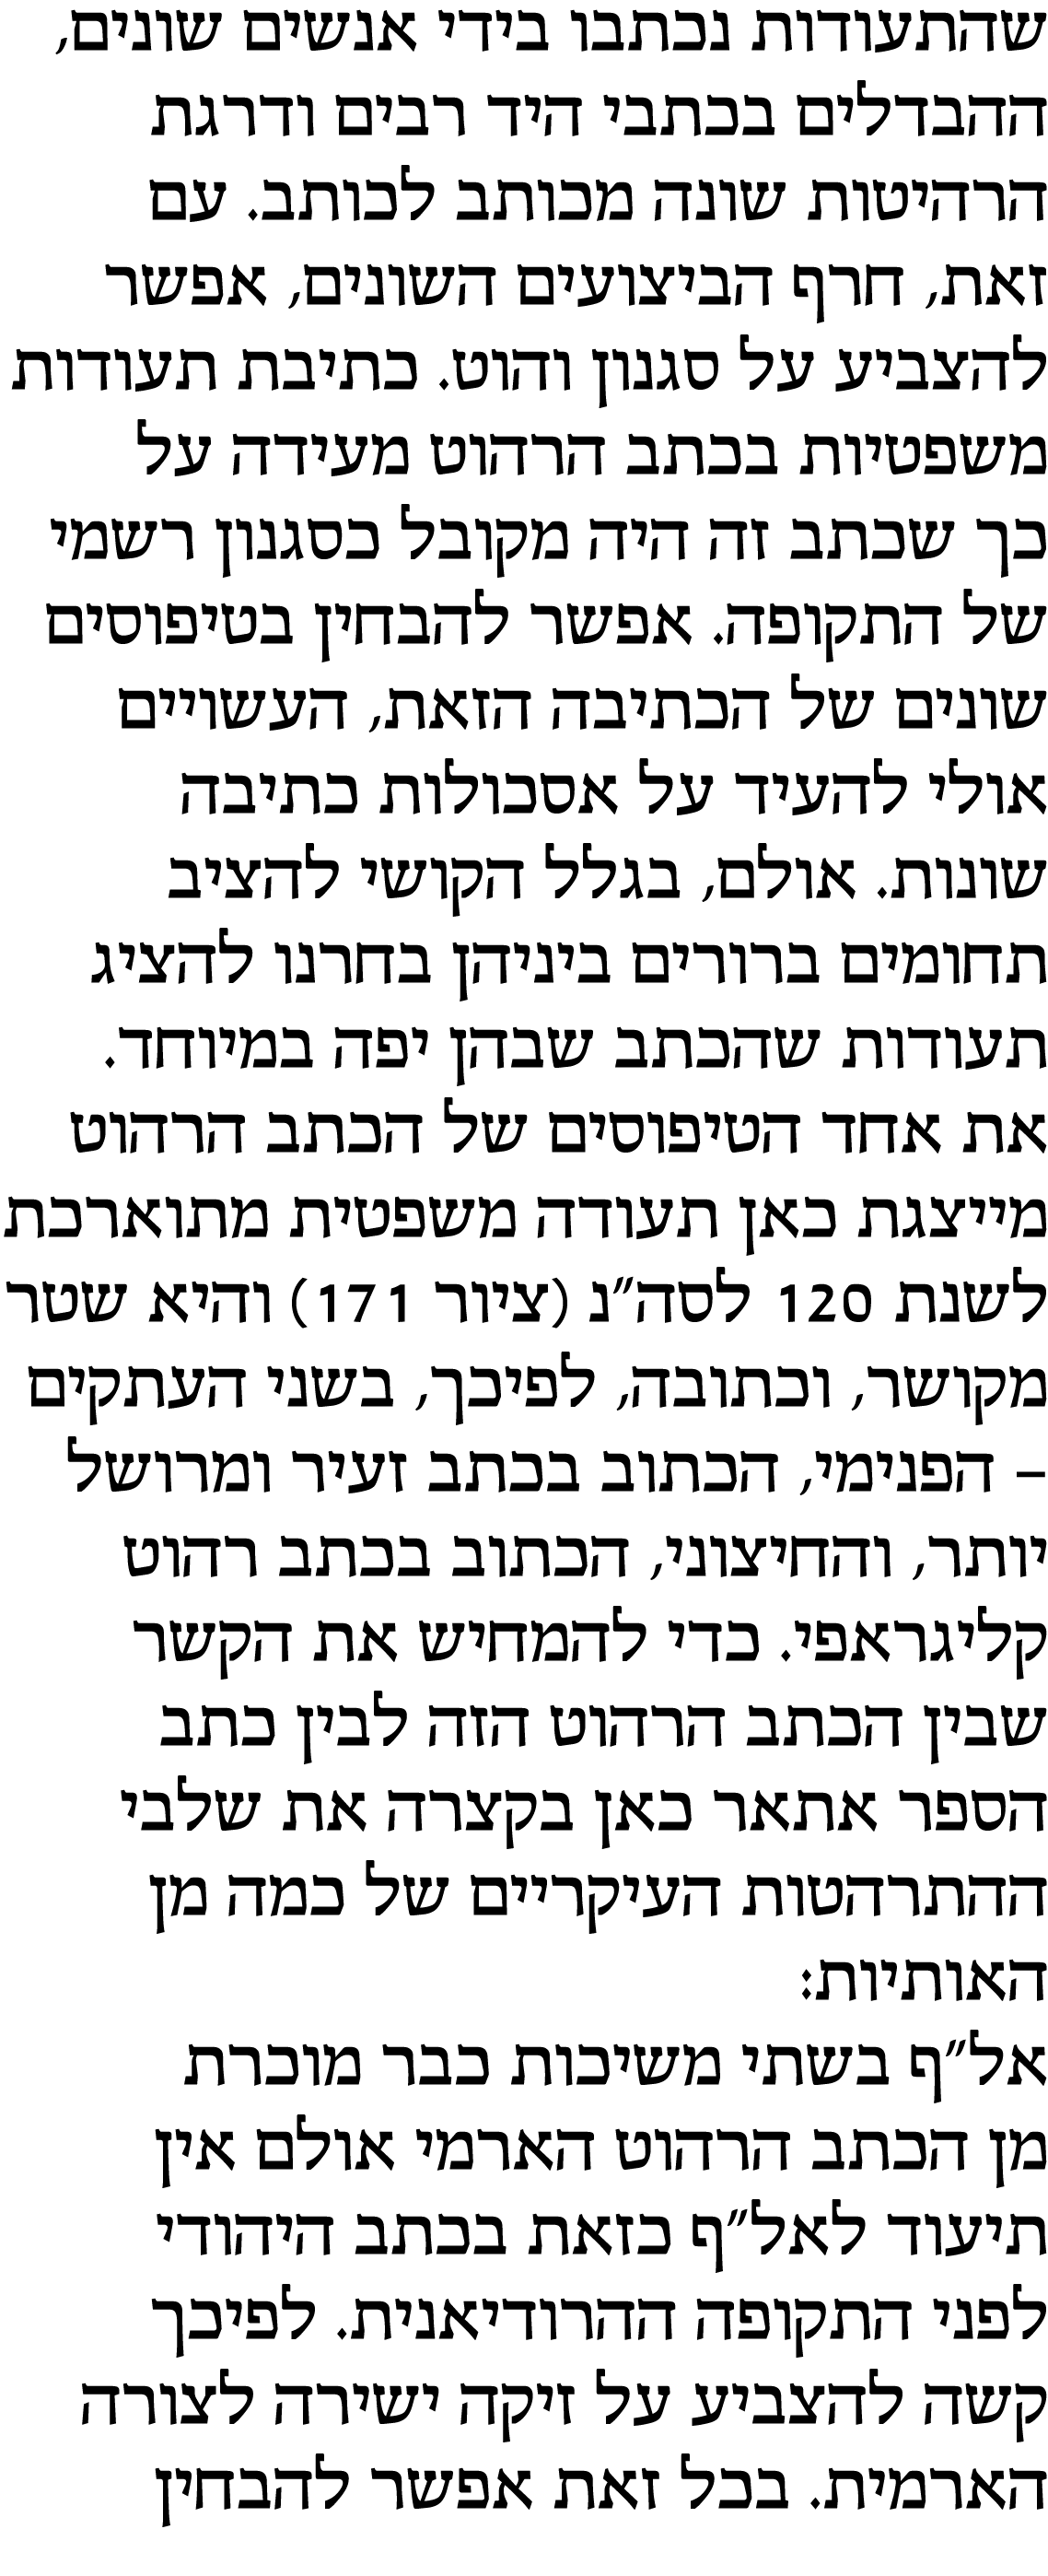 שהתעודות נכתבו בידי אנשים שונים,
ההבדלים בכתבי היד רבים ודרגת
הרהיטות שונה מכותב לכותב. עם
זאת, חרף הביצועים השונים, אפשר
להצביע על סגנון והוט. כתיבת תעודות
משפטיות בכתב הרהוט מעידה על
כך שכתב זה היה מקובל כסגנון רשמי
של התקופה. אפשר להבחין בטיפוסים
שונים של הכתיבה הזאת, העשויים
אולי להעיד על אסכולות כתיבה
שונות. אולם, בגלל הקושי להציב
תחומים ברורים ביניהן בחרנו להציג
תעודות שהכתב שבהן יפה במיוחד.
את אחד הטיפוסים של הכתב הרהוט
מייצגת כאן תעודה משפטית מתוארכת
לשנת 120 לסה"נ (ציור 171) והיא שטר
מקושר, וכתובה, לפיכך, בשני העתקים
– הפנימי, הכתוב בכתב זעיר ומרושל
יותר, והחיצוני, הכתוב בכתב רהוט
קליגראפי. כדי להמחיש את הקשר
שבין הכתב הרהוט הזה לבין כתב
הספר אתאר כאן בקצרה את שלבי
ההתרהטות העיקריים של כמה מן
האותיות:
אל"ף בשתי משיכות כבר מוכרת
מן הכתב הרהוט הארמי אולם אין
תיעוד לאל"ף כזאת בכתב היהודי
לפני התקופה ההרודיאנית. לפיכך
קשה להצביע על זיקה ישירה לצורה
הארמית. בכל זאת אפשר להבחין